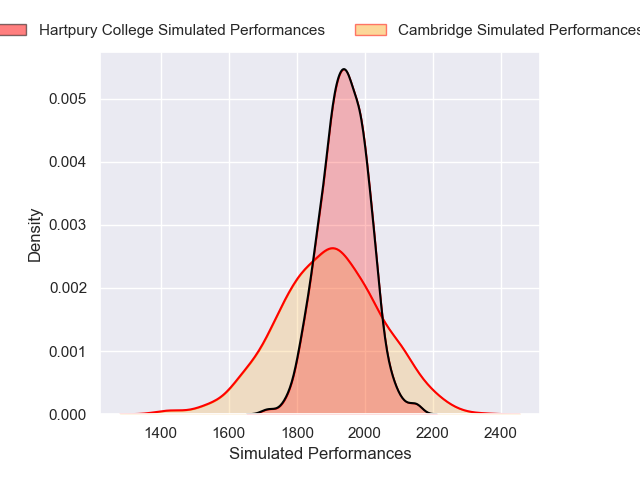 Hartpury College Simulated Performances Cambridge Simulated Performances
0.005
0.004
0.003
0.002
0.001
0.000
Density
1400 1600 1800 2000 2200 2400
Simulated Performances